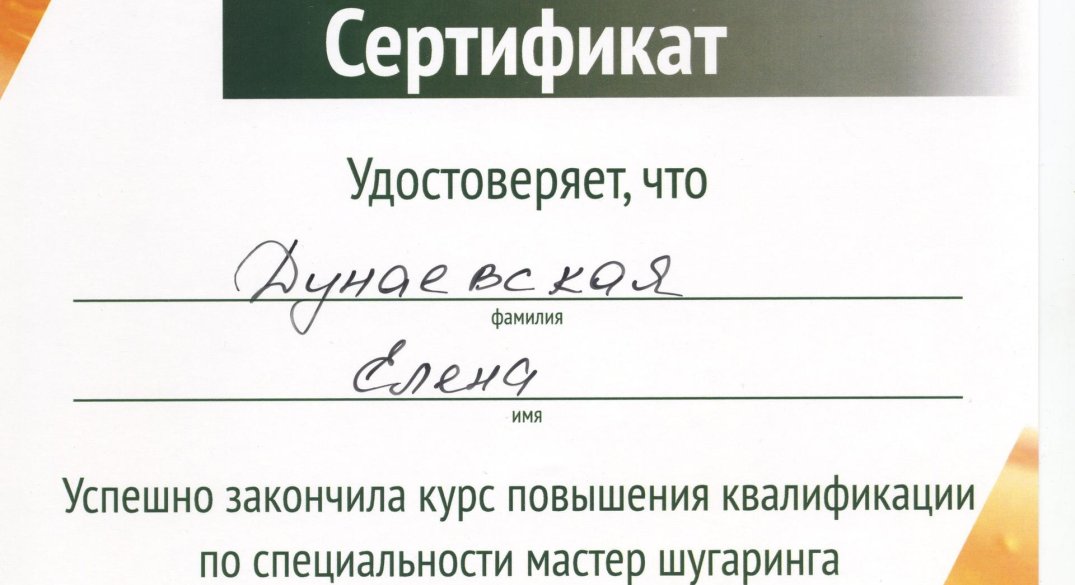 Сертификат
Удостоверяет, что
Дунаевская
фамилия
Елена
имя
Успешно закончила курс повышения квалификации
по специальности мастер шугаринга